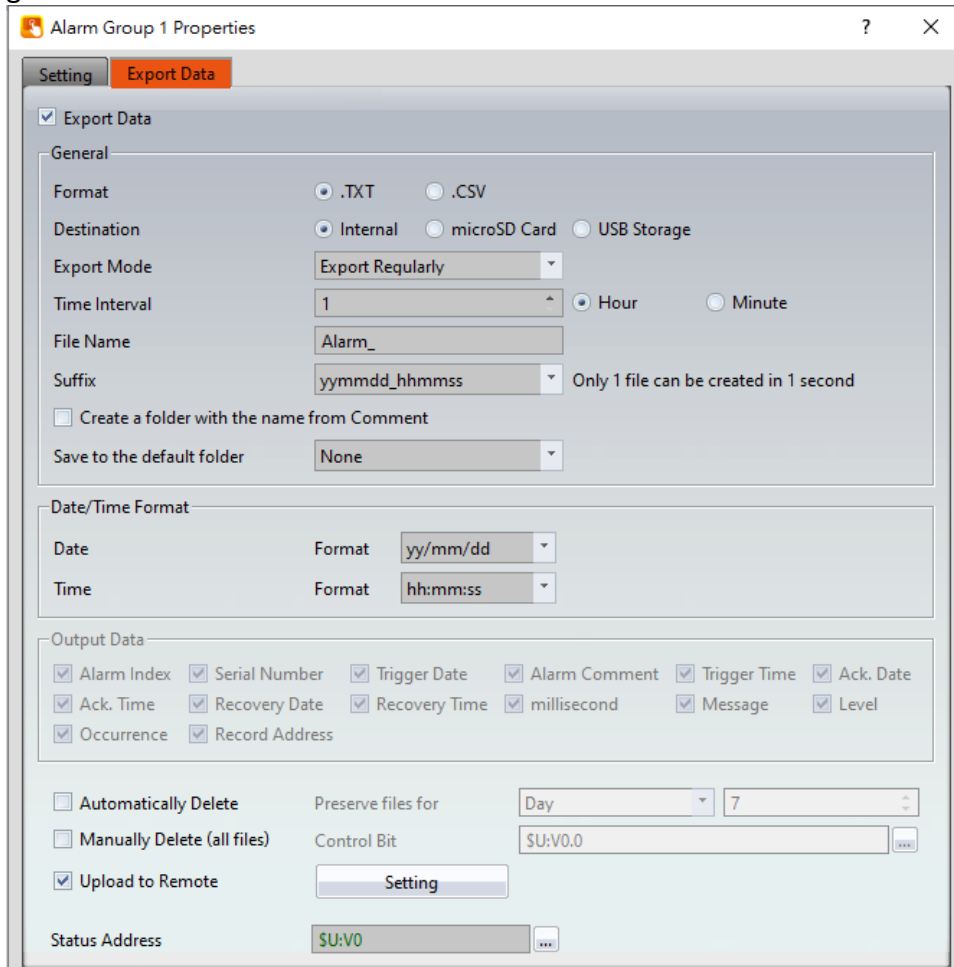 Alarm Group 1 Properties ?
Setting Export Data
Export Data
General
Format .TXT .CSV
Destination Internal microSD Card USB Storage
Export Mode Export Regularly
Time Interval 1 Hour Minute
File Name Alarm_
Suffix yymmdd_hhmmss Only 1 file can be created in 1 second
Create a folder with the name from Comment
Save to the default folder None
Date/Time Format
Date Format yy/mm/dd
Time Format hh:mm:ss
Output Data
Alarm Index Serial Number Trigger Date Alarm Comment Trigger Time Ack. Date
Ack. Time Recovery Date Recovery Time millisecond Message Level
Occurrence Record Address
Automatically Delete Preserve files for Day 7
Manually Delete (all files) Control Bit $U:V0.0 ...
Upload to Remote Setting
Status Address $U:V0 ...